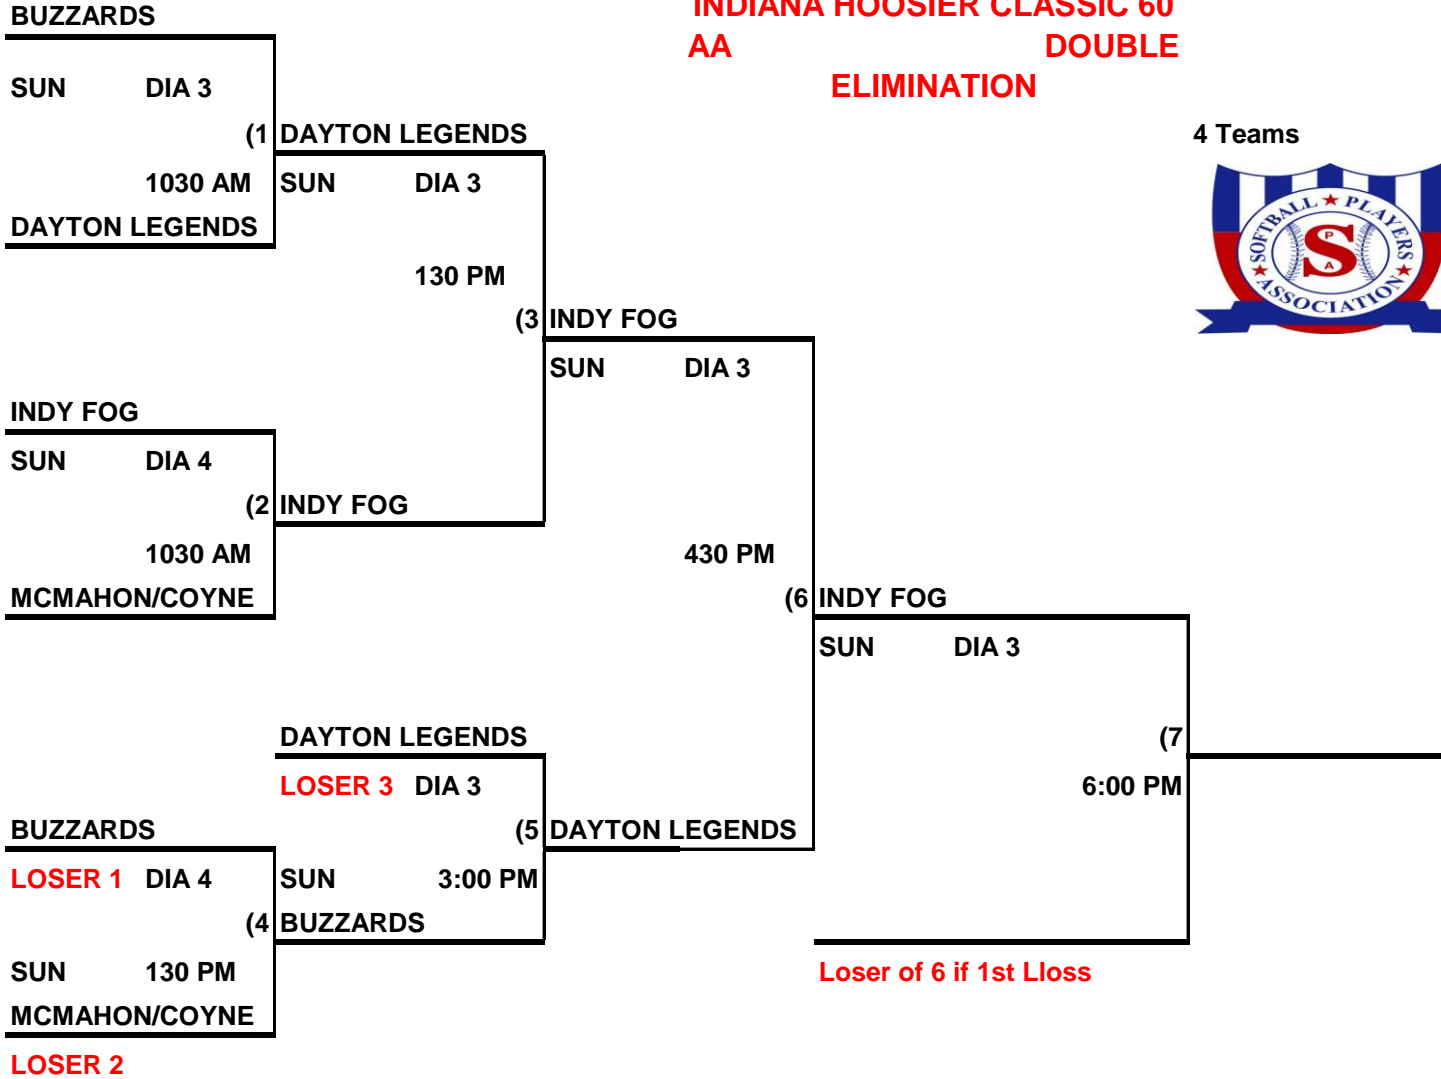 BUZZARDS
INDIANA HOOSIER CLASSIC 60
AA DOUBLE
ELIMINATION
SUN DIA 3
(1 DAYTON LEGENDS
4 Teams
1030 AM SUN DIA 3
DAYTON LEGENDS
SOFTBALL ★ PLAYERS ★ ASSOCIATION ★
P
S
A
130 PM
(3 INDY FOG
SUN DIA 3
INDY FOG
SUN DIA 4
(2 INDY FOG
1030 AM 430 PM
MCMAHON/COYNE
(6 INDY FOG
SUN DIA 3
DAYTON LEGENDS
(7
LOSER 3 DIA 3
6:00 PM
BUZZARDS
(5 DAYTON LEGENDS
LOSER 1 DIA 4 SUN 3:00 PM
(4 BUZZARDS
SUN 130 PM
Loser of 6 if 1st Lloss
MCMAHON/COYNE
LOSER 2